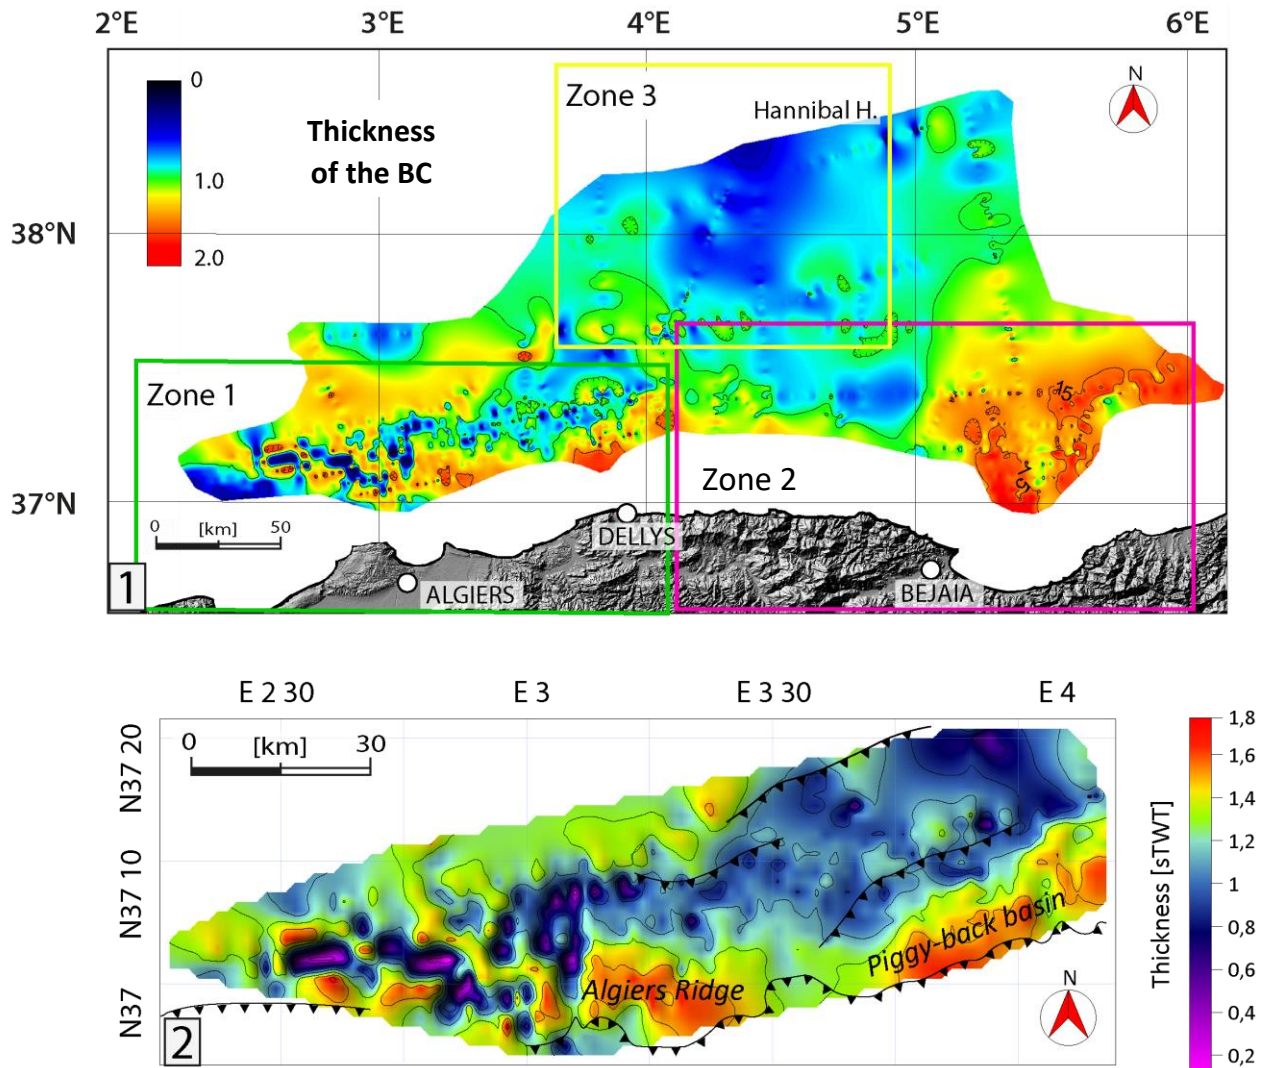 2°E 3°E 4°E 5°E 6°E
N
0
Zone 3
Hannibal H.
Thickness
of the BC
1.0
38°N
2.0
15
Zone 1
1.5
Zone 2
37°N
0 [km] 50
DELLYS
1
ALGIERS
BEJAIA
E 2 30 E 3 E 3 30 E 4
0 [km] 30
N37 20
N37 10
N37
1,8
1,6
1,4
1,2
1
0,8
0,6
0,4
0,2
Thickness [sTWT]
Piggy-back basin
Algiers Ridge
N
2